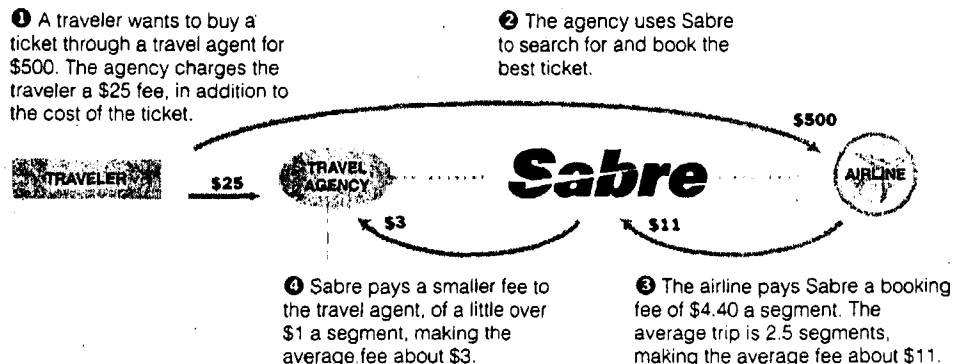 ❶ A traveler wants to buy a
ticket through a travel agent for
$500. The agency charges the
traveler a $25 fee, in addition to
the cost of the ticket.
❷ The agency uses Sabre
to search for and book the
best ticket.
$500
TRAVELER
$25
TRAVEL
AGENCY
Sabre
AIRLINE
$3
$11
❹ Sabre pays a smaller fee to
the travel agent, of a little over
$1 a segment, making the
average fee about $3.
❸ The airline pays Sabre a booking
fee of $4.40 a segment. The
average trip is 2.5 segments,
making the average fee about $11.